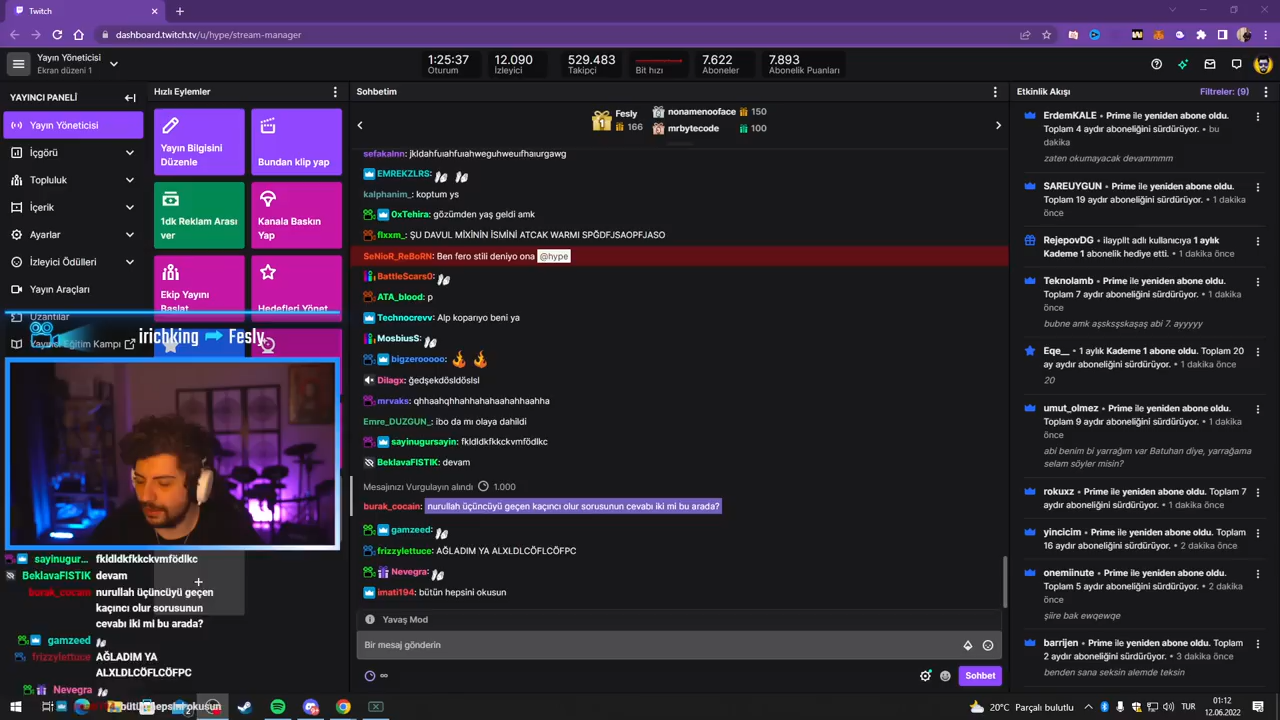 Twitch
dashboard.twitch.tv/u/hype/stream-manager
Yayın Yöneticisi
Ekran düzeni 1
1:25:37
Oturum
12.090
İzleyici
529.483
Takipçi
Bit hızı
7.622
Aboneler
7.893
Abonelik Puanları
YAYINCI PANELİ
Yayın Yöneticisi
İçgörü
Topluluk
İçerik
Ayarlar
İzleyici Ödülleri
Yayın Araçları
Uzantılar
Yayıncı Eğitim Kampı
Hızlı Eylemler
Yayın Bilgisini
Düzenle
Bundan klip yap
1dk Reklam Arası
ver
Kanala Baskın
Yap
Ekip Yayını
Başlat
Hedefleri Yönet
irichking ➡ Fesly
sayinugur... fkldldkfkkckvmfödlkc
BeklavaFISTIK devam
burak_cocain: nurullah üçüncüyü geçen
kaçıncı olur sorusunun
cevabı iki mi bu arada?
gamzeed
frizzylettuce AĞLADIM YA
ALXLDLCÖFLCÖFPC
Nevegra
bütün hepsini okusun
Sohbetim
Fesly
166
nonamenooface 150
mrbytecode 100
sefakalnn: jkldahfuahfuahweguhweuıfhaıurgawg
EMREKZLRS:
kalphanim_: koptum ys
0xTehira: gözümden yaş geldi amk
flxxm_: ŞU DAVUL MİXİNİN İSMİNİ ATCAK WARMI SPĞDFJSAOPFJASO
SeNioR_ReBoRN: Ben fero stili deniyo ona @hype
BattleScars0:
ATA_blood: p
Technocrevv: Alp koparıyo beni ya
MosbiusS:
bigzerooooo:
Dilagx: ğedşekdösldöslsl
mrvaks: qhhaahqhhahhahahaahahhaahha
Emre_DUZGUN_: ibo da mı olaya dahildi
sayinugursayin: fkldldkfkkckvmfödlkc
BeklavaFISTIK: devam
Mesajınızı Vurgulayın alındı 1.000
burak_cocain: nurullah üçüncüyü geçen kaçıncı olur sorusunun cevabı iki mi bu arada?
gamzeed:
frizzylettuce: AĞLADIM YA ALXLDLCÖFLCÖFPC
Nevegra:
imati194: bütün hepsini okusun
Yavaş Mod
Bir mesaj gönderin
∞
Sohbet
Etkinlik Akışı
Filtreler: (9)
ErdemKALE • Prime ile yeniden abone oldu.
Toplam 4 aydır aboneliğini sürdürüyor. • bu
dakika
zaten okumayacak devammmm
SAREUYGUN • Prime ile yeniden abone oldu.
Toplam 19 aydır aboneliğini sürdürüyor. • 1 dakika
önce
RejepovDG • ilaypllt adlı kullanıcıya 1 aylık
Kademe 1 abonelik hediye etti. • 1 dakika önce
Teknolamb • Prime ile yeniden abone oldu.
Toplam 7 aydır aboneliğini sürdürüyor. • 1 dakika
önce
bubne amk aşsksşskaşaş abi 7. ayyyyy
Eqe__ • 1 aylık Kademe 1 abone oldu. Toplam 20
ay aydır aboneliğini sürdürüyor. • 1 dakika önce
20
umut_olmez • Prime ile yeniden abone oldu.
Toplam 9 aydır aboneliğini sürdürüyor. • 1 dakika
önce
abi benim bi yarrağım var Batuhan diye, yarrağama
selam söyler misin?
rokuxz • Prime ile yeniden abone oldu. Toplam 7
aydır aboneliğini sürdürüyor. • 1 dakika önce
yincicim • Prime ile yeniden abone oldu. Toplam
16 aydır aboneliğini sürdürüyor. • 2 dakika önce
onemiinute • Prime ile yeniden abone oldu.
Toplam 5 aydır aboneliğini sürdürüyor. • 2 dakika
önce
şiire bak ewqewqe
barrijen • Prime ile yeniden abone oldu. Toplam
2 aydır aboneliğini sürdürüyor. • 3 dakika önce
benden sana seksin alemde teksin
20°C Parçalı bulutlu
TUR
01:12
12.06.2022